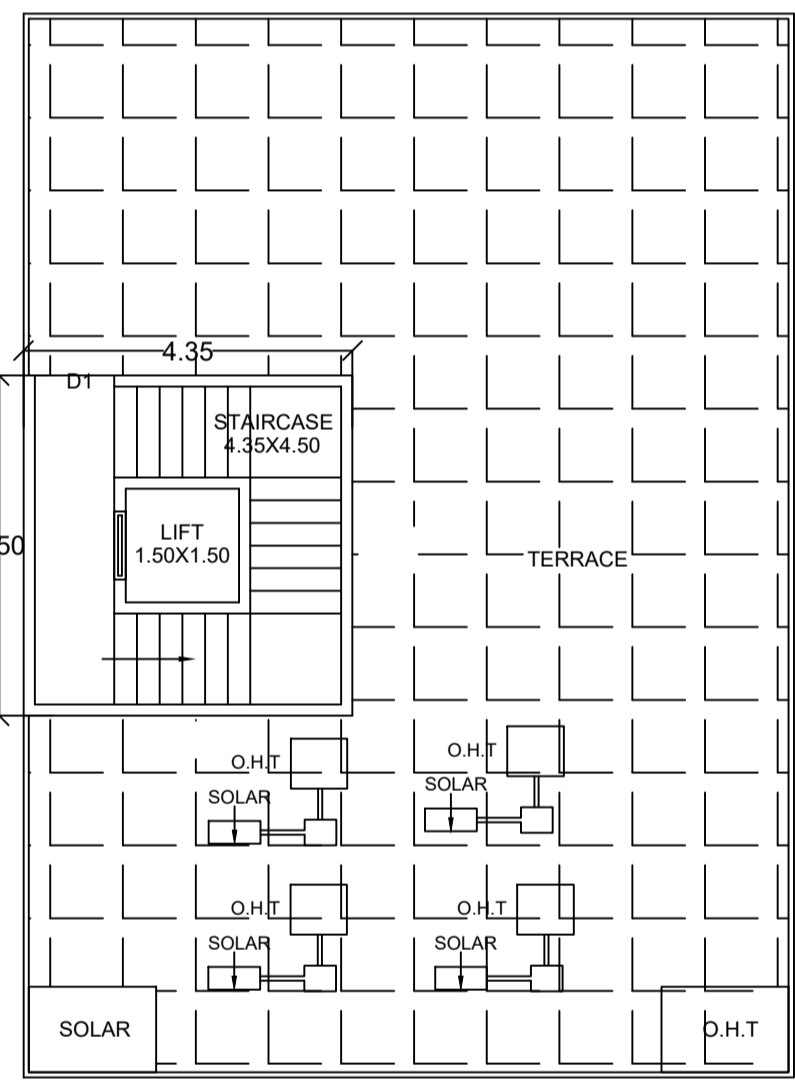 4.35
D1
STAIRCASE
4.35X4.50
LIFT
1.50X1.50
50
TERRACE
O.H.T
SOLAR
O.H.T
SOLAR
O.H.T
SOLAR
O.H.T
SOLAR
SOLAR
O.H.T